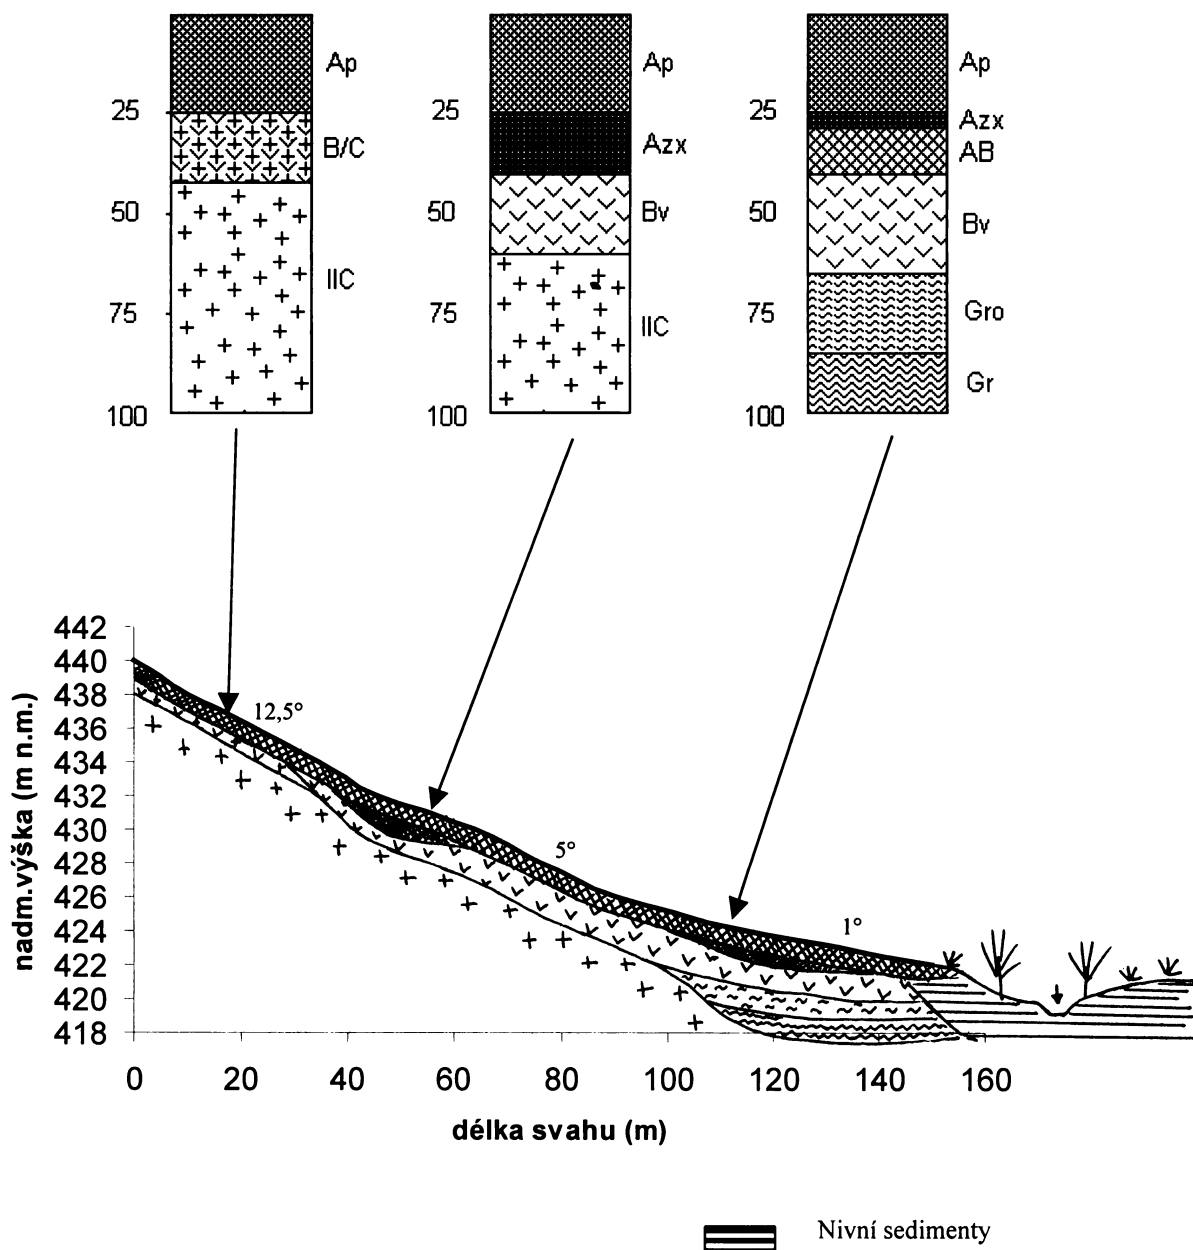 Ap
25
B/C
50
IIC
75
100
Ap
25
Azx
50
Bv
75
IIC
100
Ap
25
Azx
AB
50
Bv
75
Gro
Gr
100
442
440
438
436
434
432
430
428
426
424
422
420
418
nadm.výška (m n.m.)
12,5°
5°
1°
0
20
40
60
80
100
120
140
160
délka svahu (m)
Nivní sedimenty